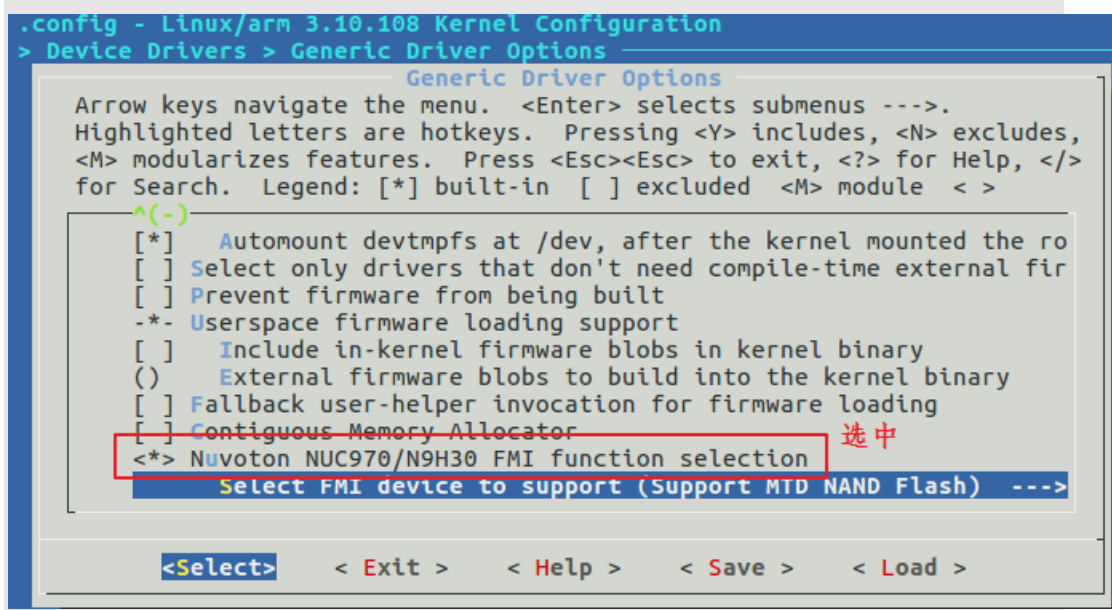 .config - Linux/arm 3.10.108 Kernel Configuration
> Device Drivers > Generic Driver Options
Generic Driver Options
Arrow keys navigate the menu.  <Enter> selects submenus --->.
Highlighted letters are hotkeys.  Pressing <Y> includes, <N> excludes,
<M> modularizes features.  Press <Esc><Esc> to exit, <?> for Help, </>
for Search.  Legend: [*] built-in  [ ] excluded  <M> module  < >
^(-)
[*]   Automount devtmpfs at /dev, after the kernel mounted the ro
[ ] Select only drivers that don't need compile-time external fir
[ ] Prevent firmware from being built
-*- Userspace firmware loading support
[ ]   Include in-kernel firmware blobs in kernel binary
()    External firmware blobs to build into the kernel binary
[ ] Fallback user-helper invocation for firmware loading
[ ] Contiguous Memory Allocator
选中
<*> Nuvoton NUC970/N9H30 FMI function selection
Select FMI device to support (Support MTD NAND Flash)  --->
<Select>    < Exit >    < Help >    < Save >    < Load >